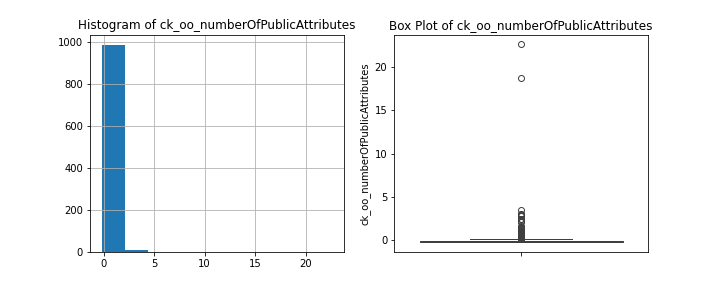 Histogram of ck_oo_numberOfPublicAttributes
1000
800
600
400
200
0
0 5 10 15 20
Box Plot of ck_oo_numberOfPublicAttributes
ck_oo_numberOfPublicAttributes
20
15
10
5
0